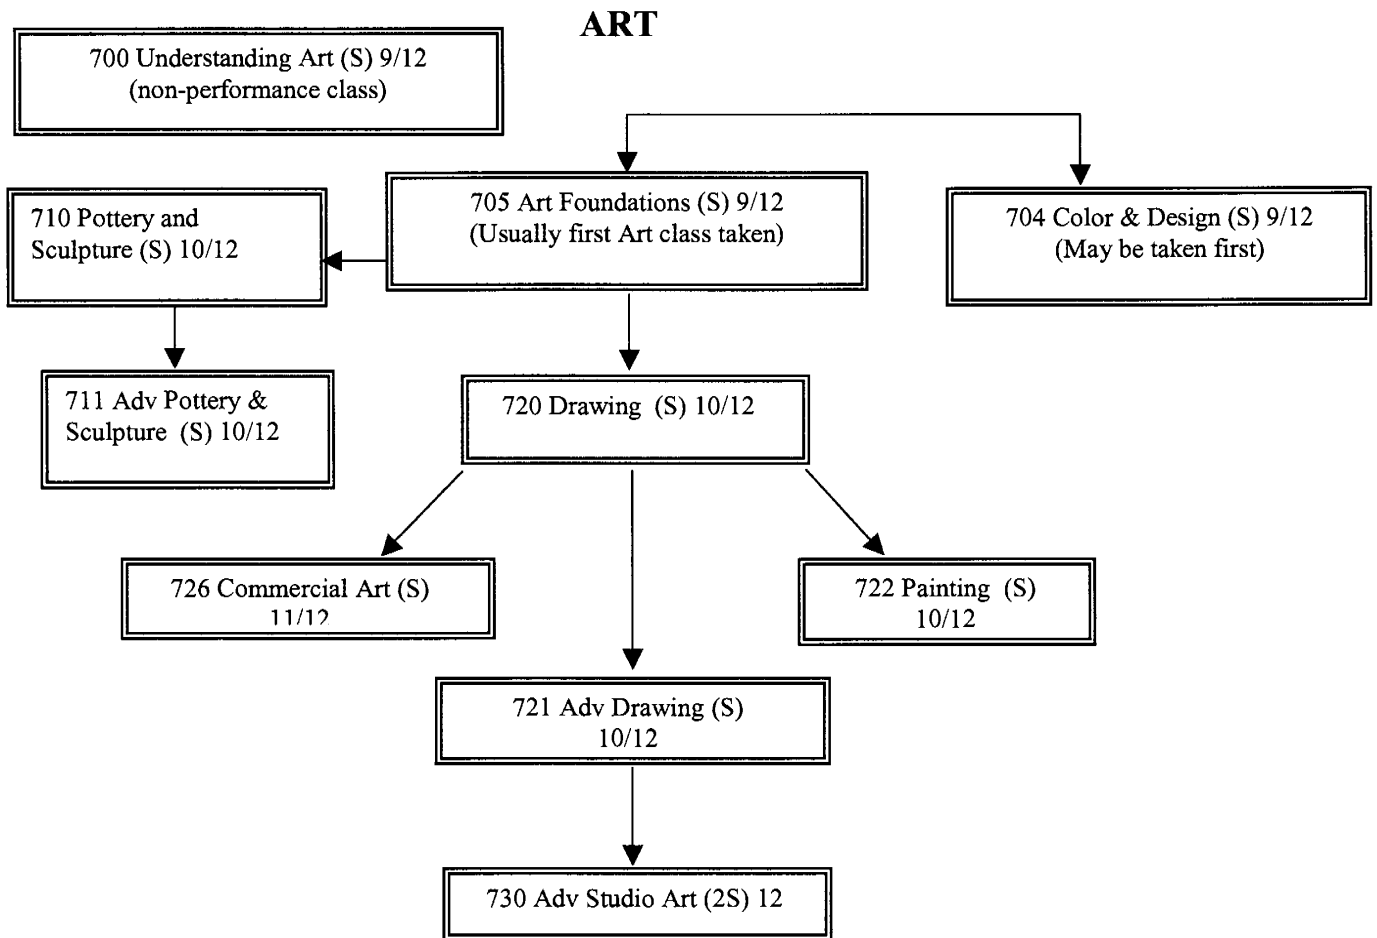 ART
700 Understanding Art (S) 9/12
(non-performance class)
705 Art Foundations (S) 9/12
(Usually first Art class taken)
704 Color & Design (S) 9/12
(May be taken first)
710 Pottery and
Sculpture (S) 10/12
711 Adv Pottery &
Sculpture  (S) 10/12
720 Drawing  (S) 10/12
726 Commercial Art (S)
11/12
722 Painting  (S)
10/12
721 Adv Drawing (S)
10/12
730 Adv Studio Art (2S) 12